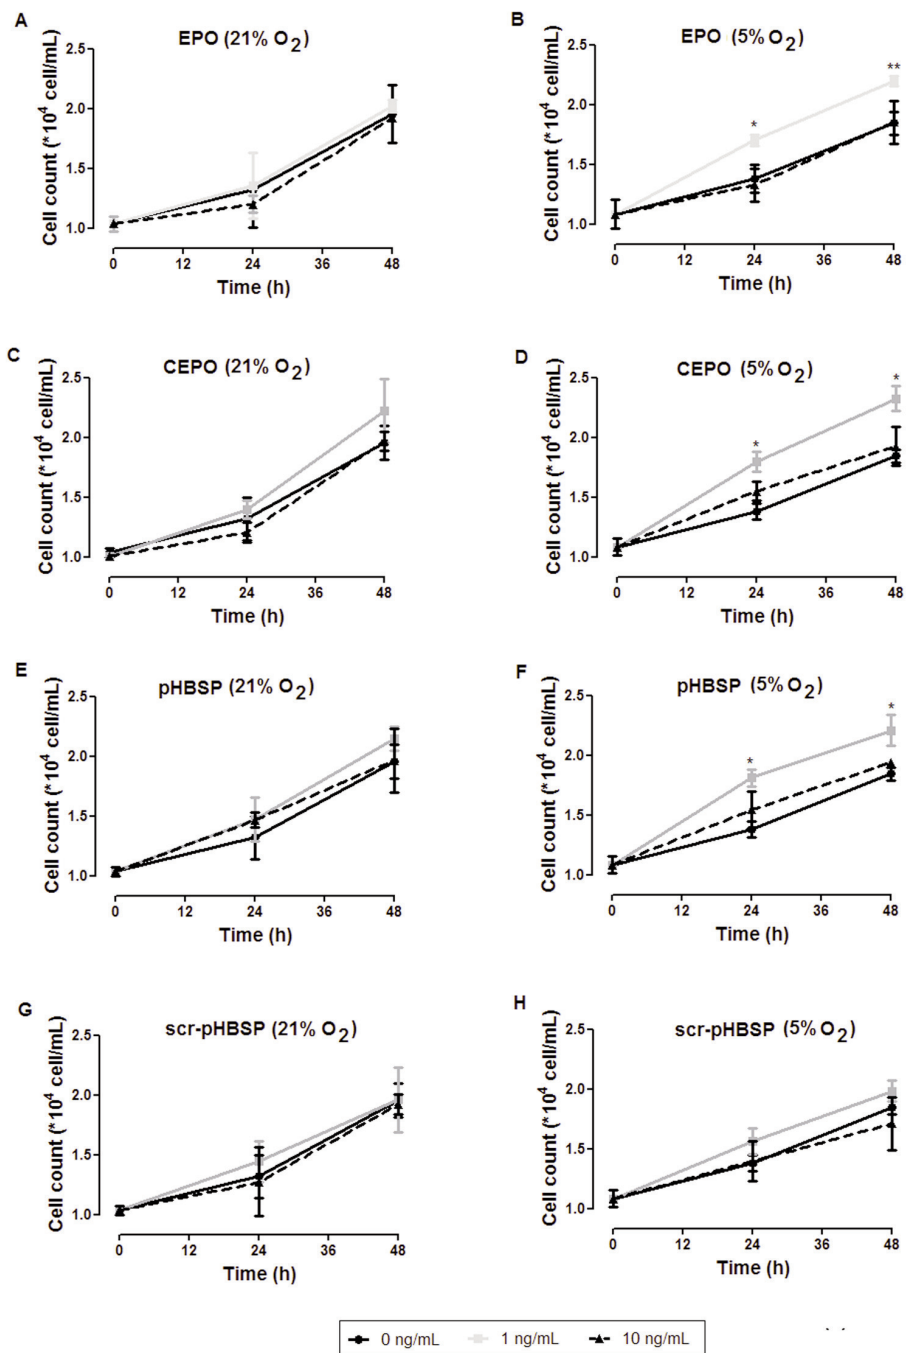 A
EPO (21% O2)
2.5
2.0
1.5
1.0
Cell count (*10^4 cell/mL)
0 12 24 36 48
Time (h)
B
EPO (5% O2)
2.5
2.0
1.5
1.0
Cell count (*10^4 cell/mL)
*
**
0 12 24 36 48
Time (h)
C
CEPO (21% O2)
2.5
2.0
1.5
1.0
Cell count (*10^4 cell/mL)
0 12 24 36 48
Time (h)
D
CEPO (5% O2)
2.5
2.0
1.5
1.0
Cell count (*10^4 cell/mL)
*
*
0 12 24 36 48
Time (h)
E
pHBSP (21% O2)
2.5
2.0
1.5
1.0
Cell count (*10^4 cell/mL)
0 12 24 36 48
Time (h)
F
pHBSP (5% O2)
2.5
2.0
1.5
1.0
Cell count (*10^4 cell/mL)
*
*
0 12 24 36 48
Time (h)
G
scr-pHBSP (21% O2)
2.5
2.0
1.5
1.0
Cell count (*10^4 cell/mL)
0 12 24 36 48
Time (h)
H
scr-pHBSP (5% O2)
2.5
2.0
1.5
1.0
Cell count (*10^4 cell/mL)
0 12 24 36 48
Time (h)
0 ng/mL 1 ng/mL 10 ng/mL